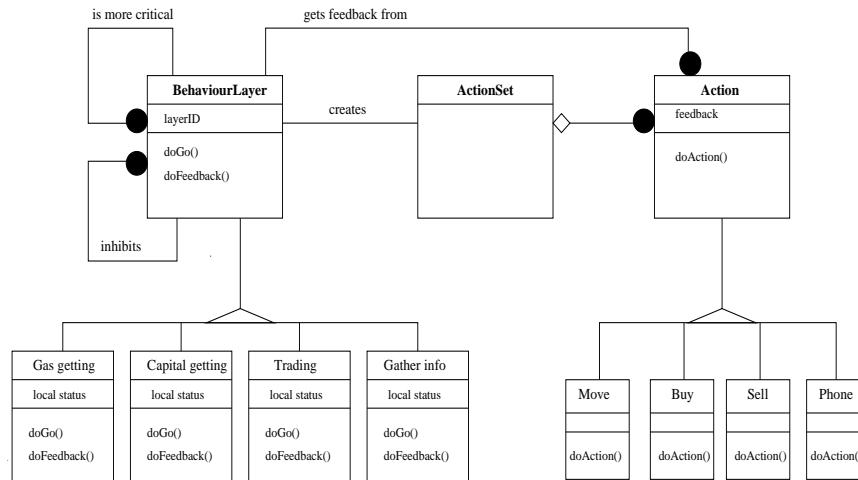 is more critical
gets feedback from
BehaviourLayer
ActionSet
Action
layerID
creates
feedback
doGo()
doFeedback()
doAction()
inhibits
Gas getting
Capital getting
Trading
Gather info
local status
local status
local status
local status
doGo()
doGo()
doGo()
doGo()
doFeedback()
doFeedback()
doFeedback()
doFeedback()
Move
Buy
Sell
Phone
doAction()
doAction()
doAction()
doAction()